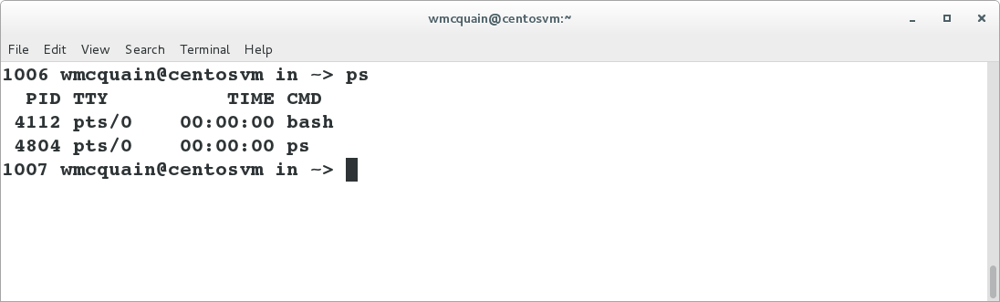 wmcquain@centosvm:~
File Edit View Search Terminal Help
1006 wmcquain@centosvm in ~> ps
  PID TTY          TIME CMD
 4112 pts/0    00:00:00 bash
 4804 pts/0    00:00:00 ps
1007 wmcquain@centosvm in ~>